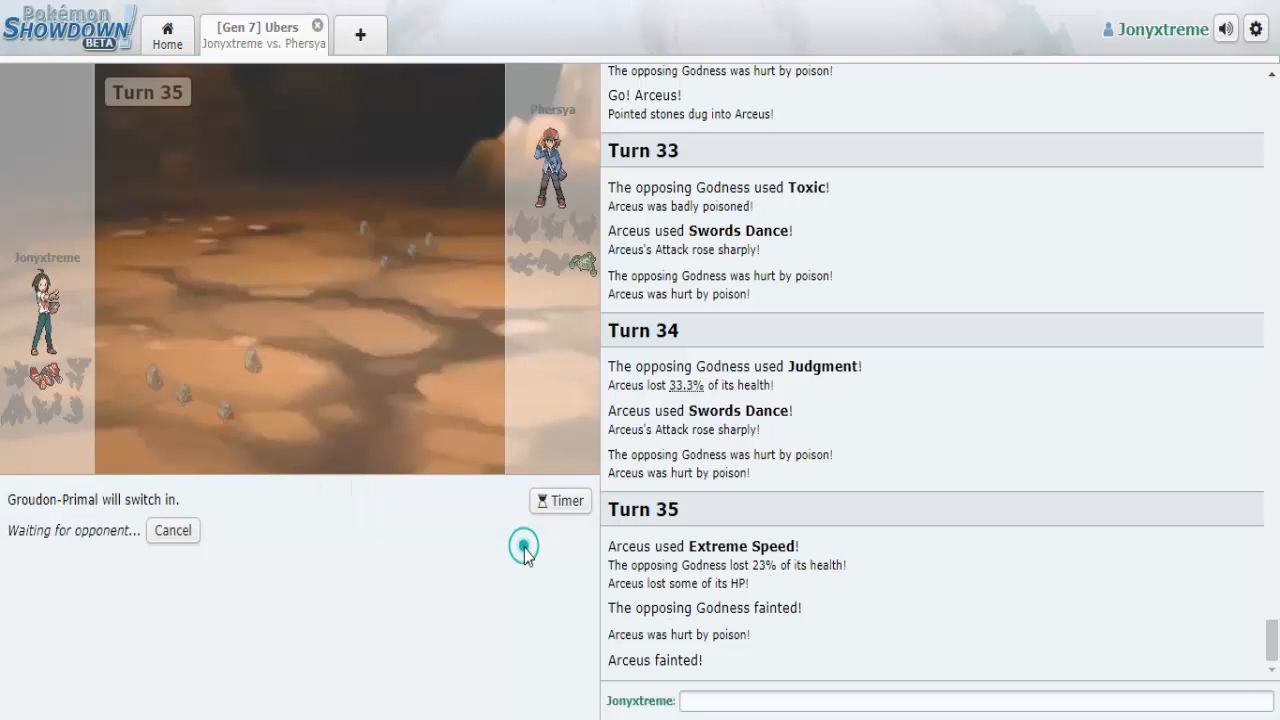 Pokémon
SHOWDOWN!
BETA
Home
[Gen 7] Ubers
Jonyxtreme vs. Phersya
+
Jonyxtreme
Turn 35
Phersya
Jonyxtreme
Groudon-Primal will switch in.
Timer
Waiting for opponent... Cancel
The opposing Godness was hurt by poison!
Go! Arceus!
Pointed stones dug into Arceus!
Turn 33
The opposing Godness used Toxic!
Arceus was badly poisoned!
Arceus used Swords Dance!
Arceus's Attack rose sharply!
The opposing Godness was hurt by poison!
Arceus was hurt by poison!
Turn 34
The opposing Godness used Judgment!
Arceus lost 33.3% of its health!
Arceus used Swords Dance!
Arceus's Attack rose sharply!
The opposing Godness was hurt by poison!
Arceus was hurt by poison!
Turn 35
Arceus used Extreme Speed!
The opposing Godness lost 23% of its health!
Arceus lost some of its HP!
The opposing Godness fainted!
Arceus was hurt by poison!
Arceus fainted!
Jonyxtreme: